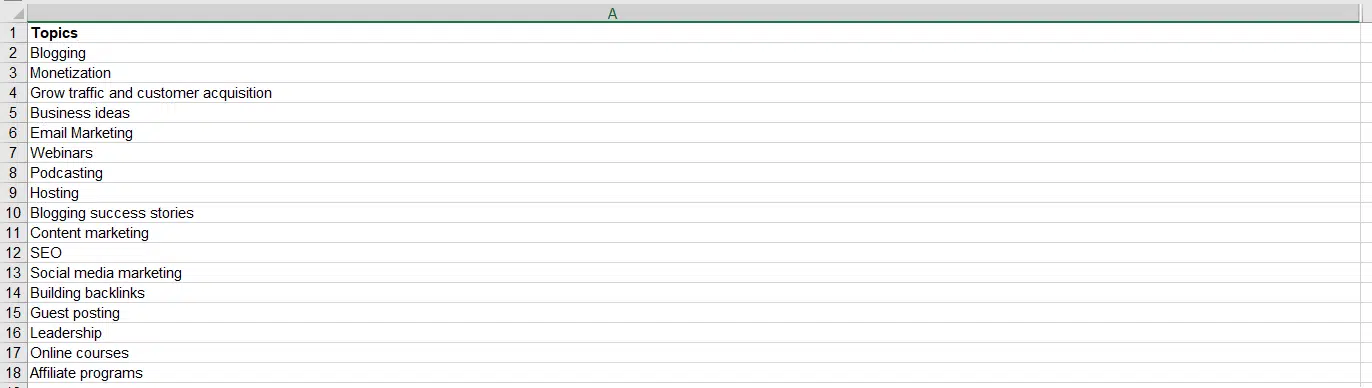 A
1 Topics
2 Blogging
3 Monetization
4 Grow traffic and customer acquisition
5 Business ideas
6 Email Marketing
7 Webinars
8 Podcasting
9 Hosting
10 Blogging success stories
11 Content marketing
12 SEO
13 Social media marketing
14 Building backlinks
15 Guest posting
16 Leadership
17 Online courses
18 Affiliate programs